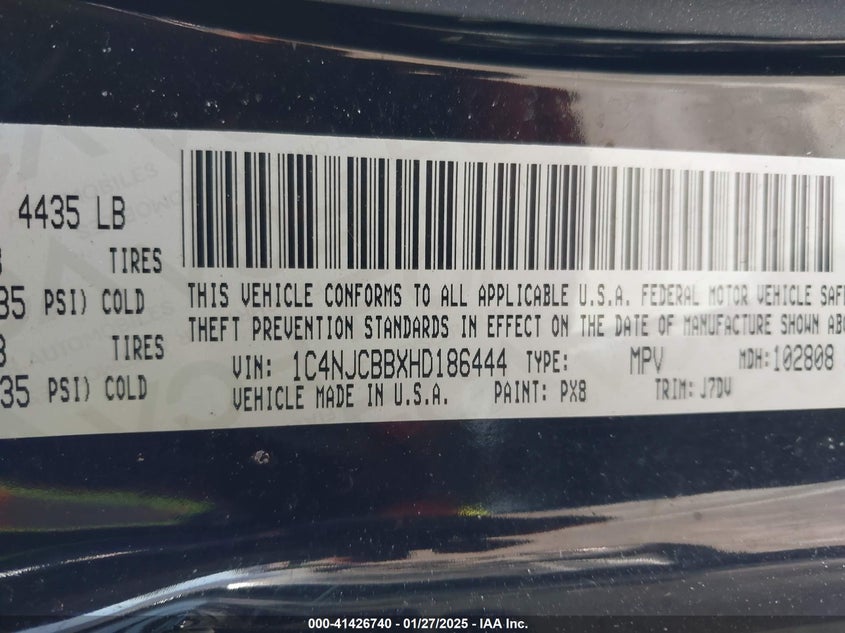 4435 LB
TIRES
35 PSI) COLD
TIRES
35 PSI) COLD
THIS VEHICLE CONFORMS TO ALL APPLICABLE U.S.A. FEDERAL MOTOR VEHICLE SAFE
THEFT PREVENTION STANDARDS IN EFFECT ON THE DATE OF MANUFACTURE SHOWN ABO
VIN: 1C4NJCBBXHD186444 TYPE: MPV MDH:102808
VEHICLE MADE IN U.S.A. PAINT: PX8 TRIM: J7DV
000-41426740 - 01/27/2025 - IAA Inc.